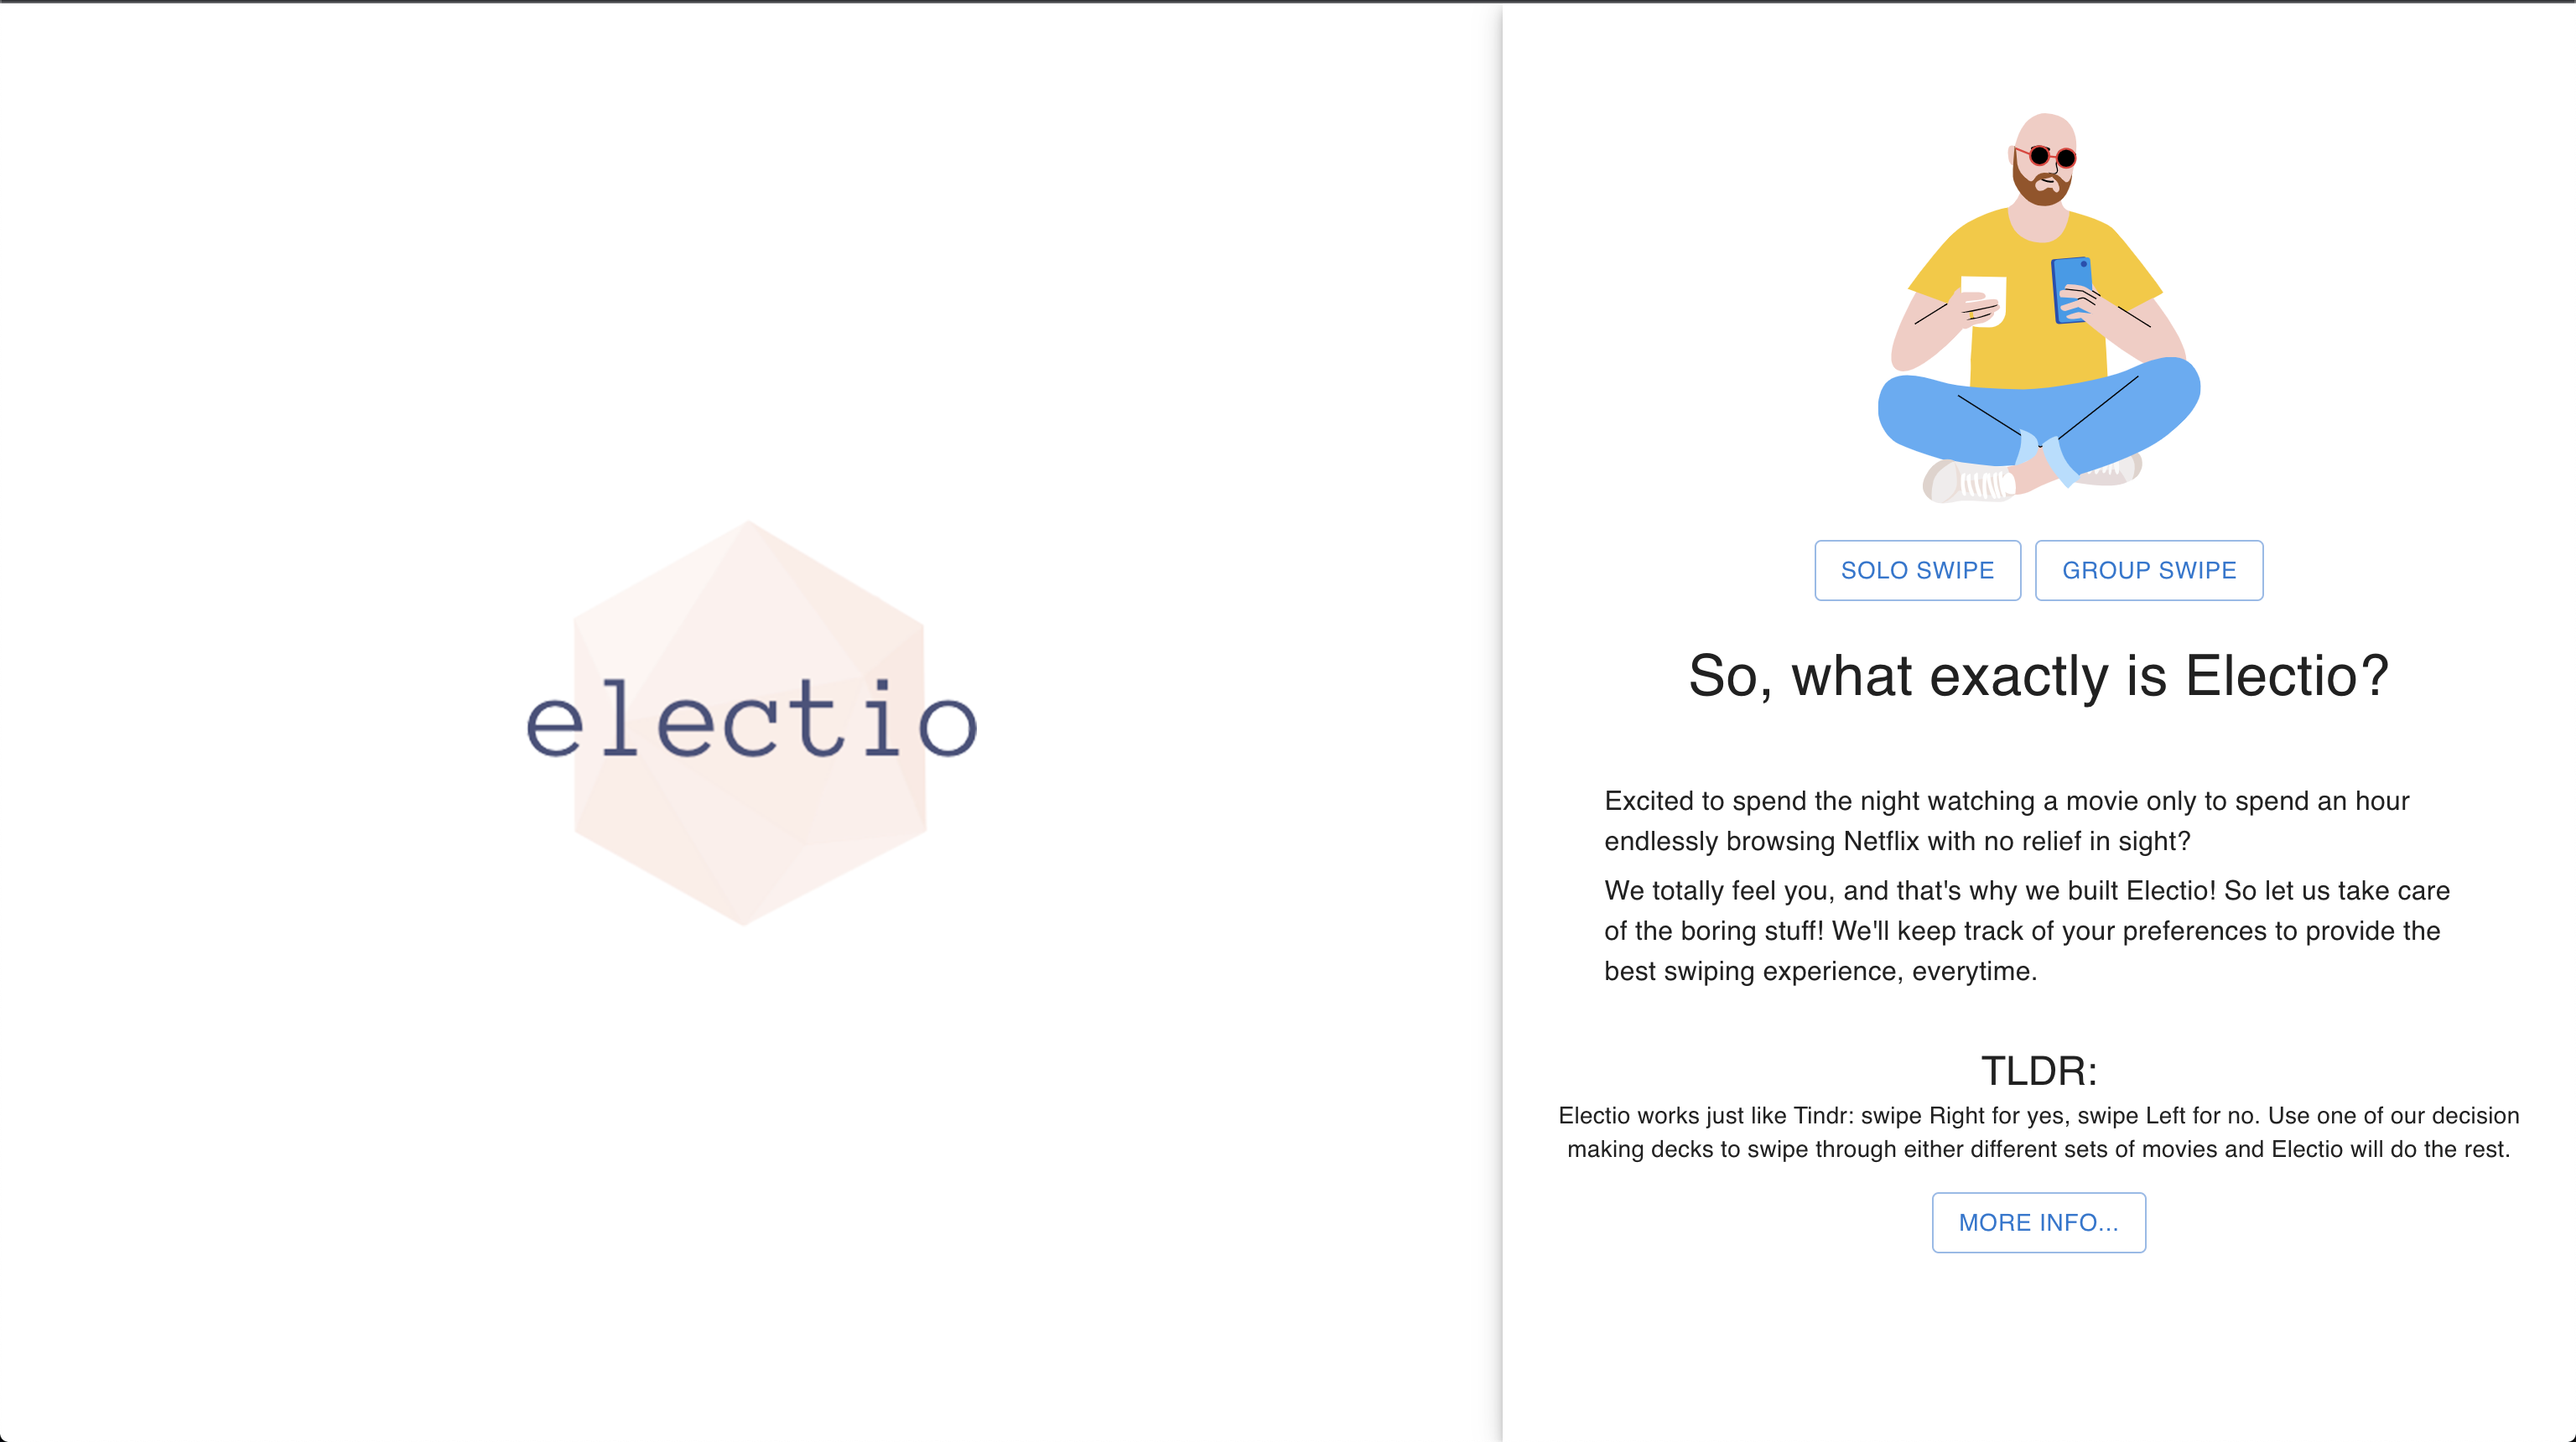 electio
SOLO SWIPE
GROUP SWIPE
So, what exactly is Electio?
Excited to spend the night watching a movie only to spend an hour
endlessly browsing Netflix with no relief in sight?
We totally feel you, and that's why we built Electio! So let us take care
of the boring stuff! We'll keep track of your preferences to provide the
best swiping experience, everytime.
TLDR:
Electio works just like Tindr: swipe Right for yes, swipe Left for no. Use one of our decision
making decks to swipe through either different sets of movies and Electio will do the rest.
MORE INFO...